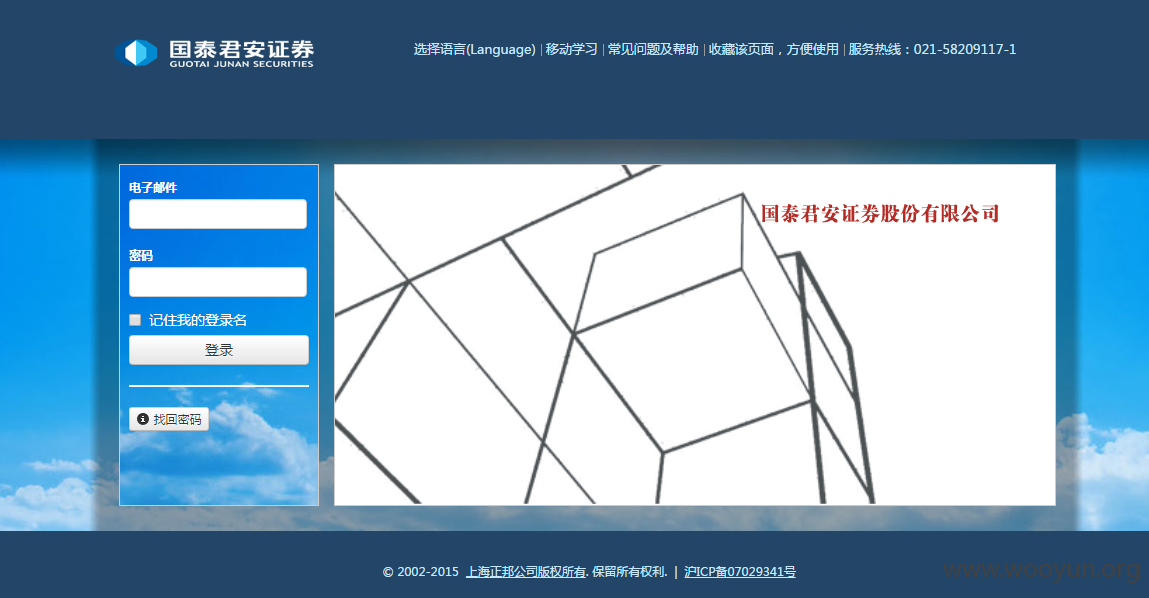 国泰君安证券
GUOTAI JUNAN SECURITIES
选择语言(Language) | 移动学习 | 常见问题及帮助 | 收藏该页面，方便使用 | 服务热线：021-58209117-1
电子邮件
密码
记住我的登录名
登录
找回密码
国泰君安证券股份有限公司
© 2002-2015 上海正邦公司版权所有. 保留所有权利. | 沪ICP备07029341号
www.wooyun.org